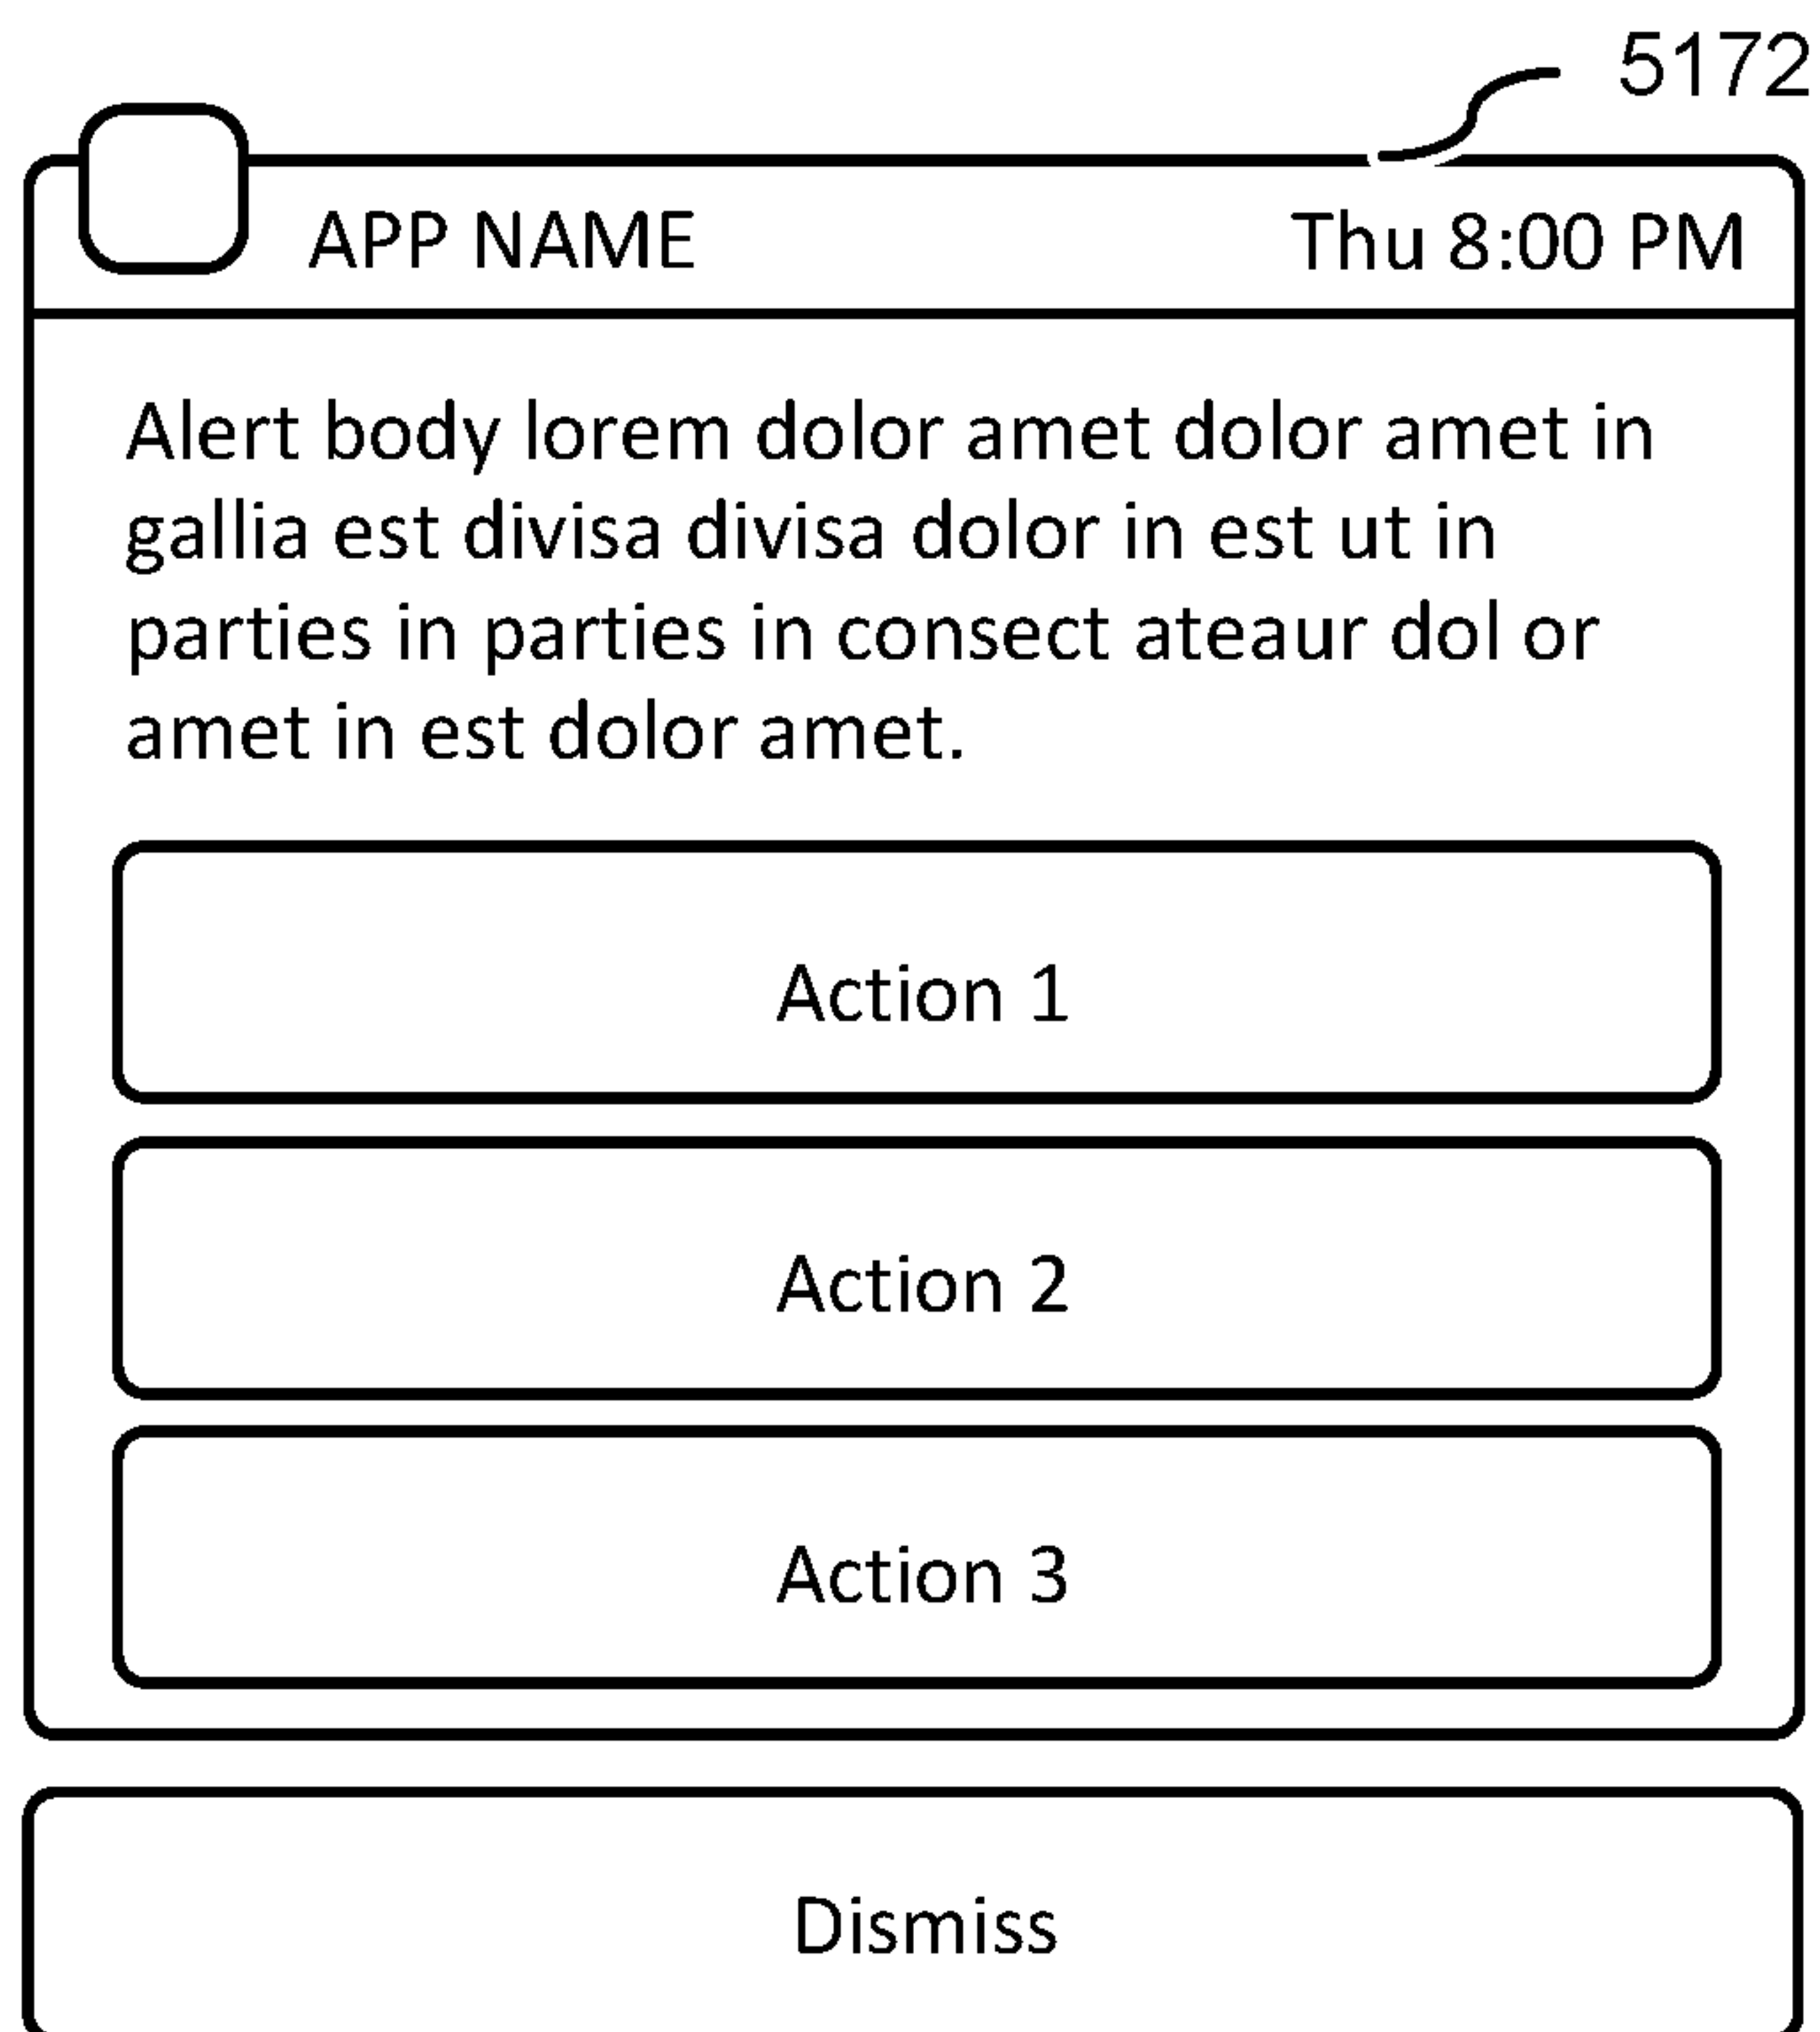 5172
APP NAME Thu 8:00 PM
Alert body lorem dolor amet dolor amet in
gallia est divisa divisa dolor in est ut in
parties in parties in consect ateaur dol or
amet in est dolor amet.
Action 1
Action 2
Action 3
Dismiss